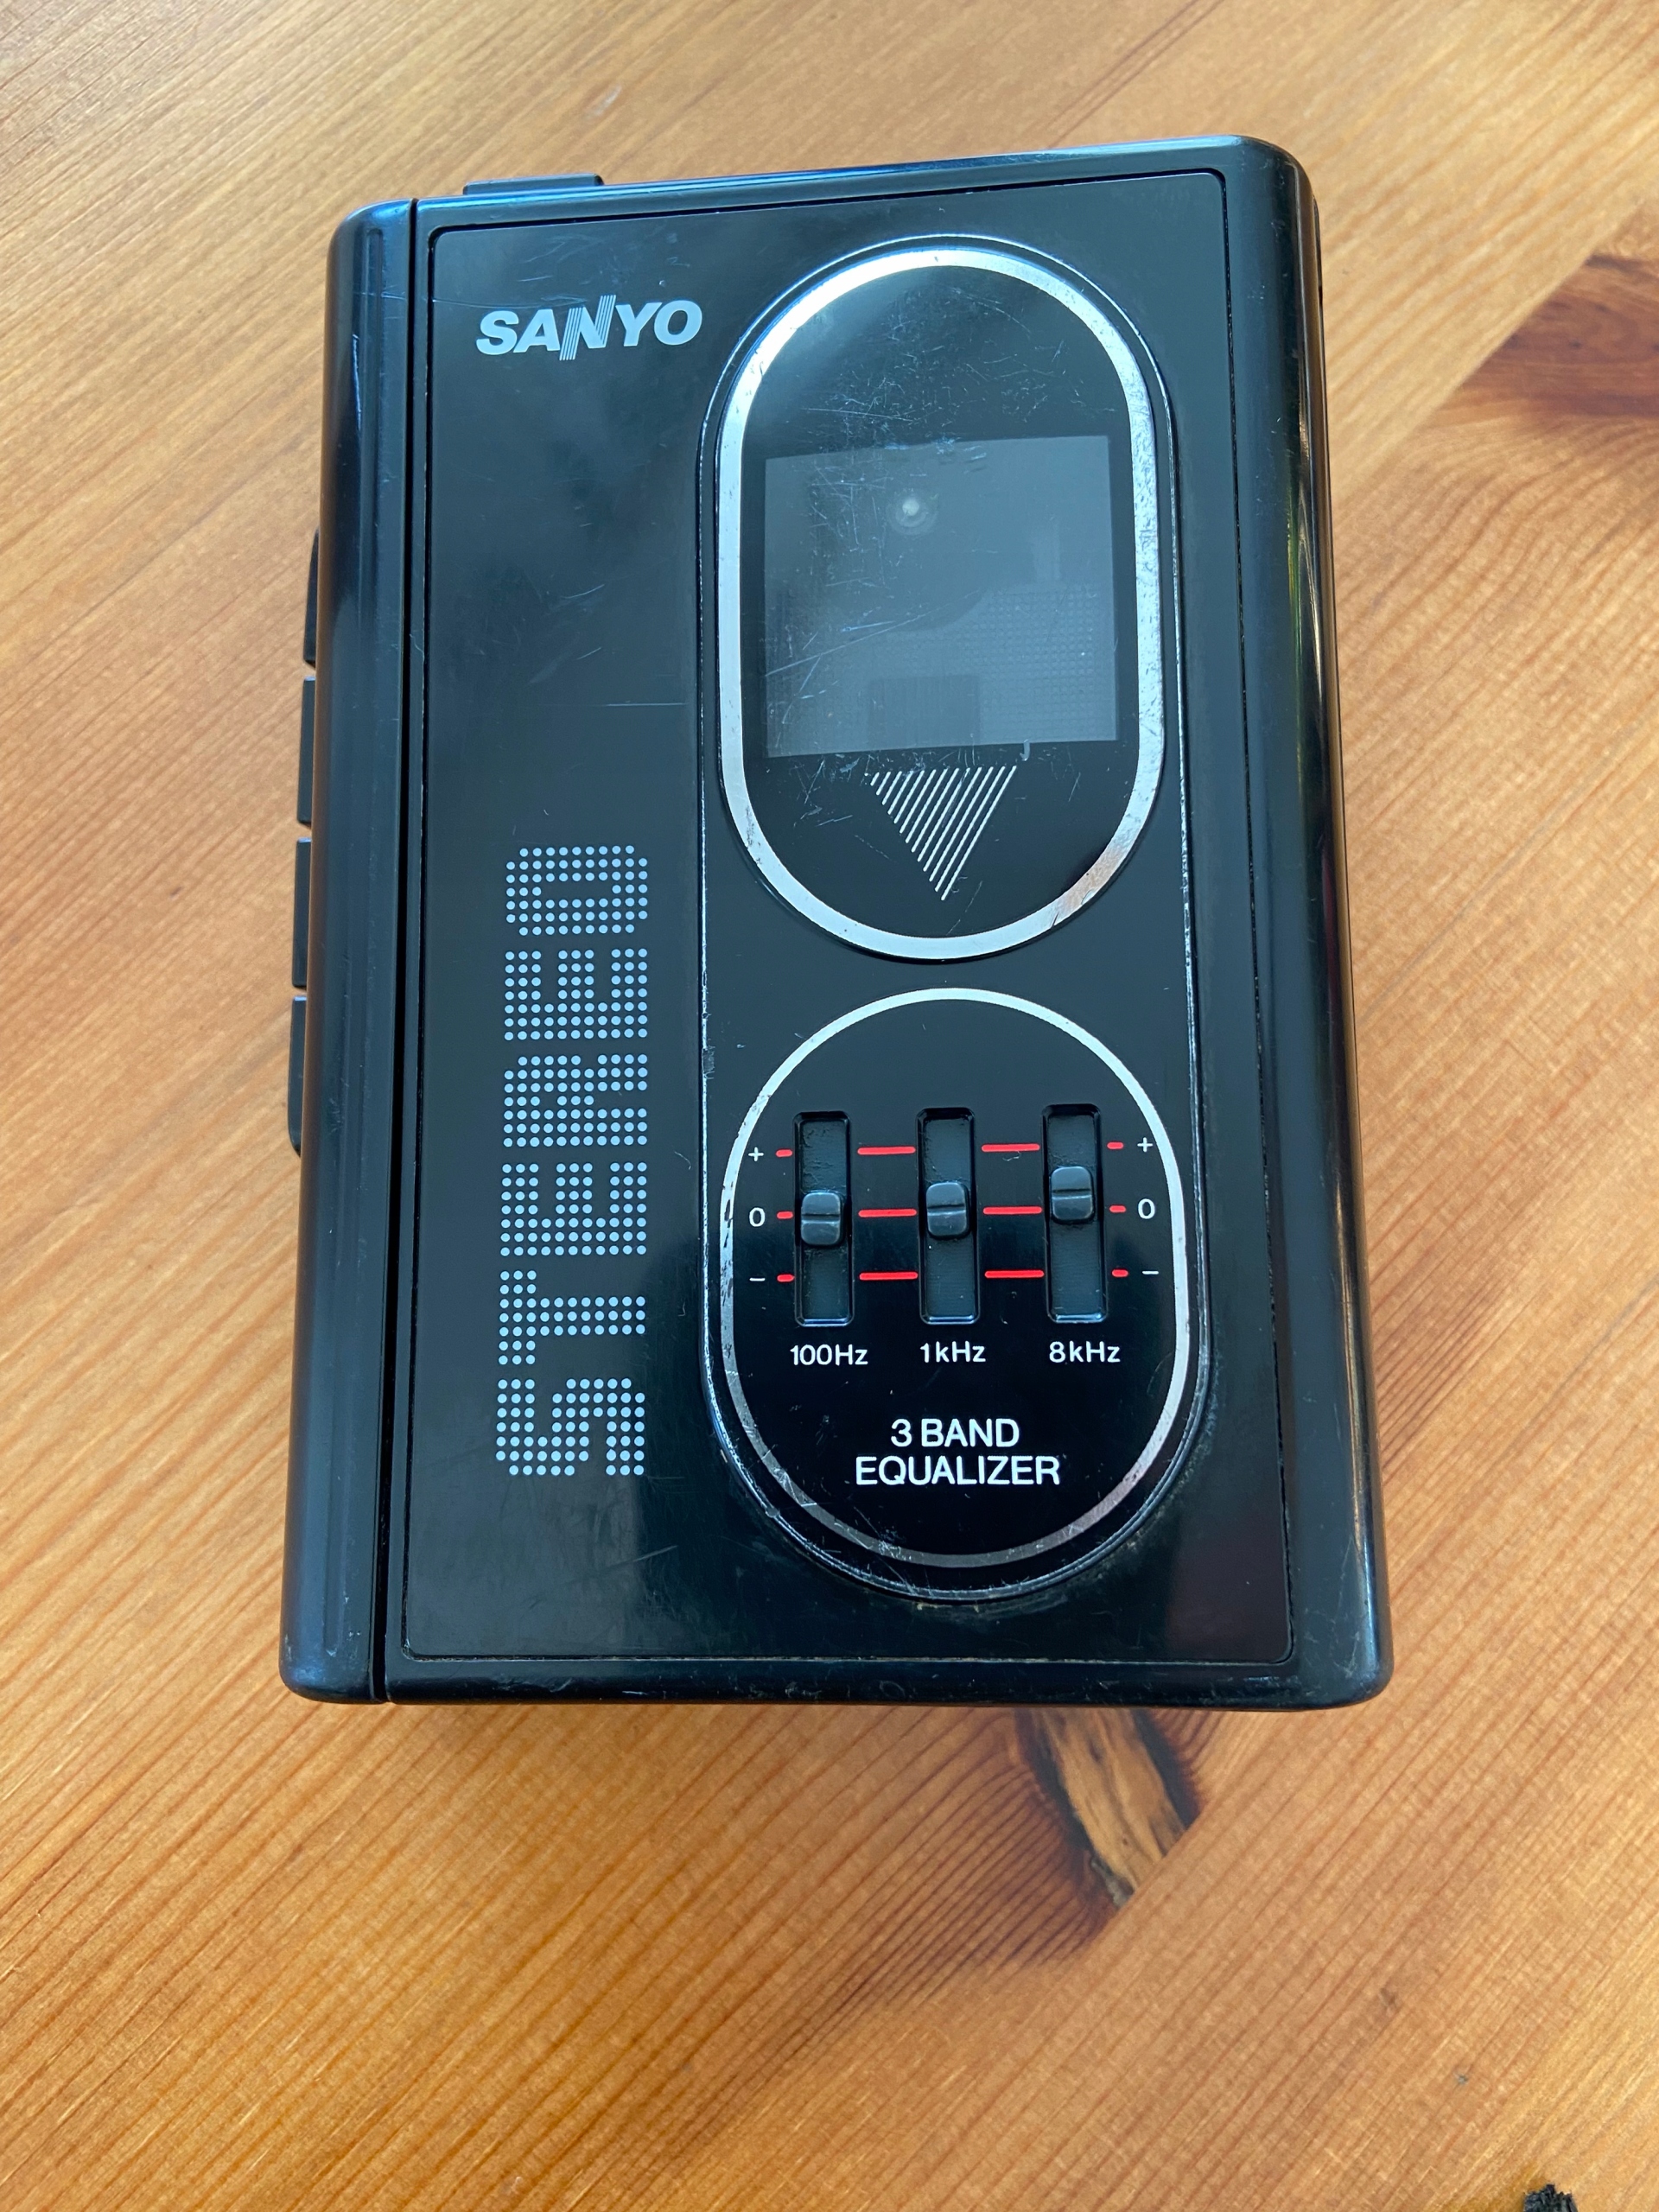 SANYO
STEREO
+ +
0 0
− −
100Hz 1kHz 8kHz
3 BAND
EQUALIZER